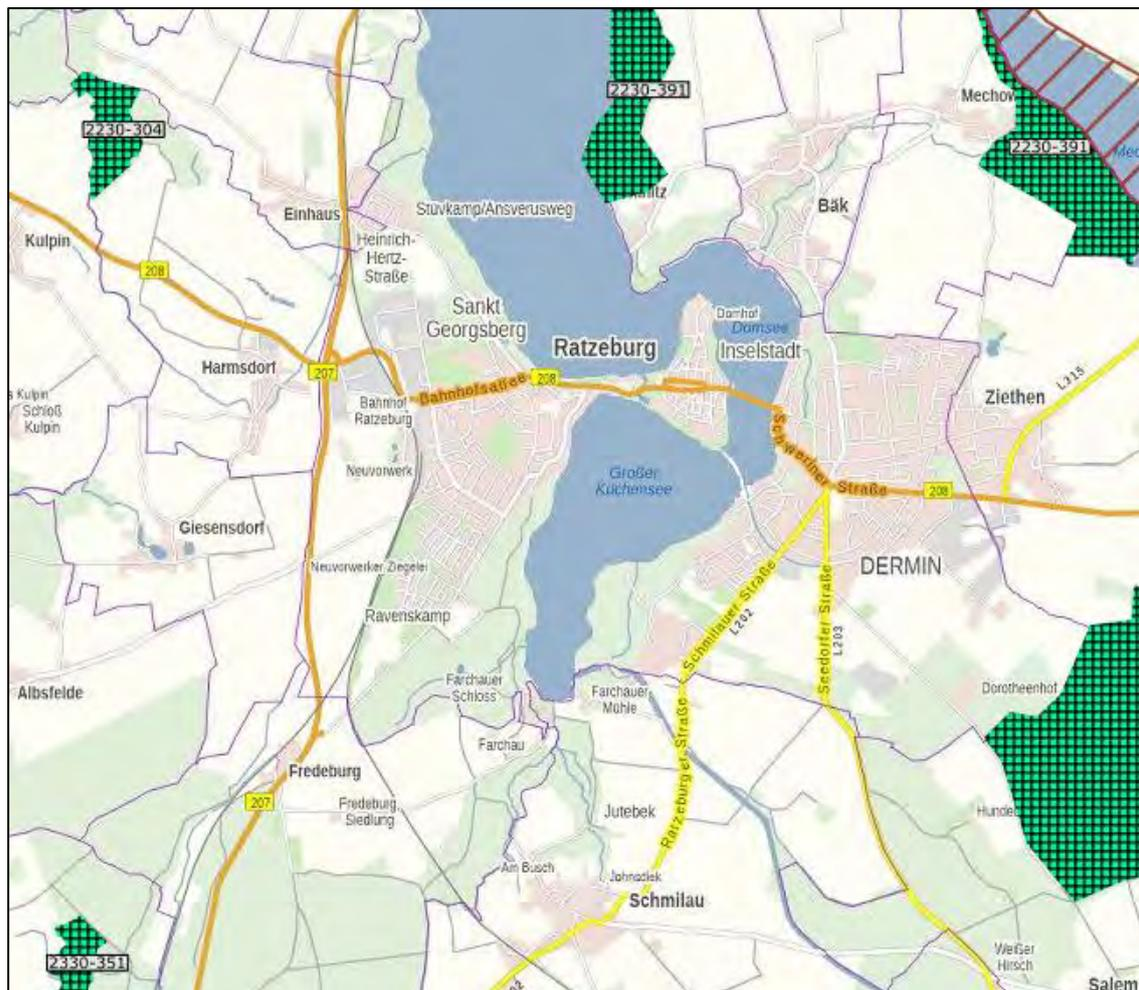 2230-304
2230-391
Mechow
2230-391
Einhaus
Stüvkamp/Ansverusweg
Bäk
Kulpin
Heinrich-
Hertz-
Straße
208
Sankt
Georgsberg
Domhof
Domsee
Ratzeburg
Inselstadt
Harmsdorf
207
Bahnhofsallee
208
L315
Kulpin
Schloß
Kulpin
Bahnhof
Ratzeburg
Ziethen
Schweriner Straße
208
Neuvorwerk
Großer
Küchensee
Giesensdorf
Neuvorwerker Ziegelei
DERMIN
Ravenskamp
Schmilauer Straße
L202
Seedorfer Straße
L203
Albsfelde
Farchauer
Schloss
Farchauer
Mühle
Dorotheenhof
Farchau
Ratzeburger Straße
Fredeburg
207
Fredeburg
Siedlung
Jutebek
Am Busch
Johnsdiek
Schmilau
Weißer
Hirsch
2330-351
Salem